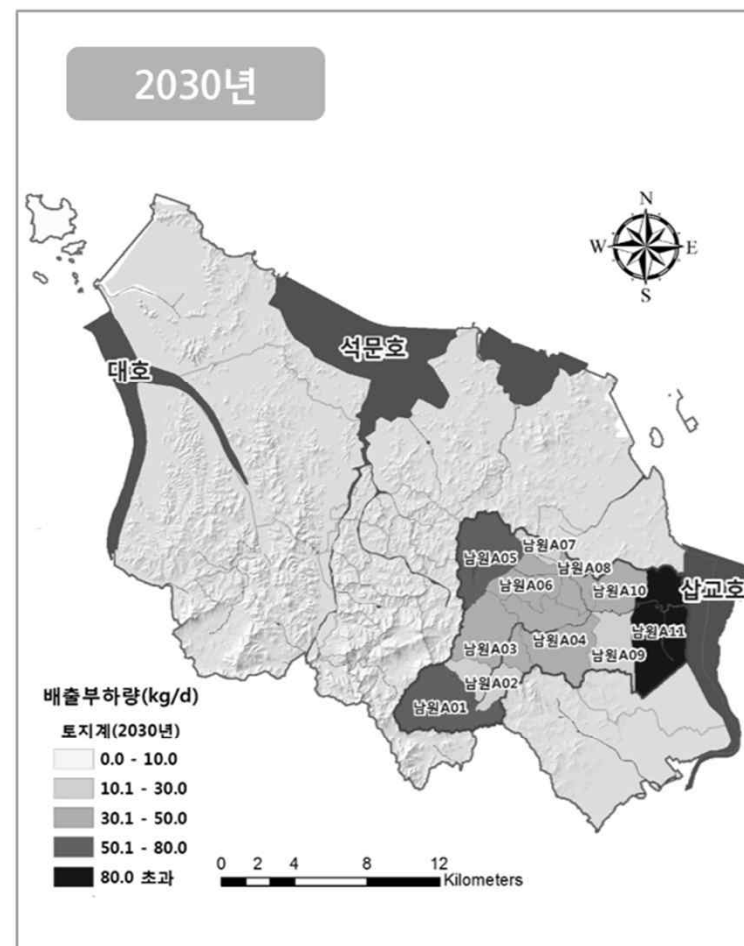 2030년
N
W
E
S
석문호
대호
남원A07
남원A05
남원A08
남원A06
남원A10
삽교호
남원A11
남원A03
남원A04
남원A09
남원A02
남원A01
배출부하량(kg/d)
토지계(2030년)
0.0 - 10.0
10.1 - 30.0
30.1 - 50.0
50.1 - 80.0
80.0 초과
0 2 4 8 12
Kilometers